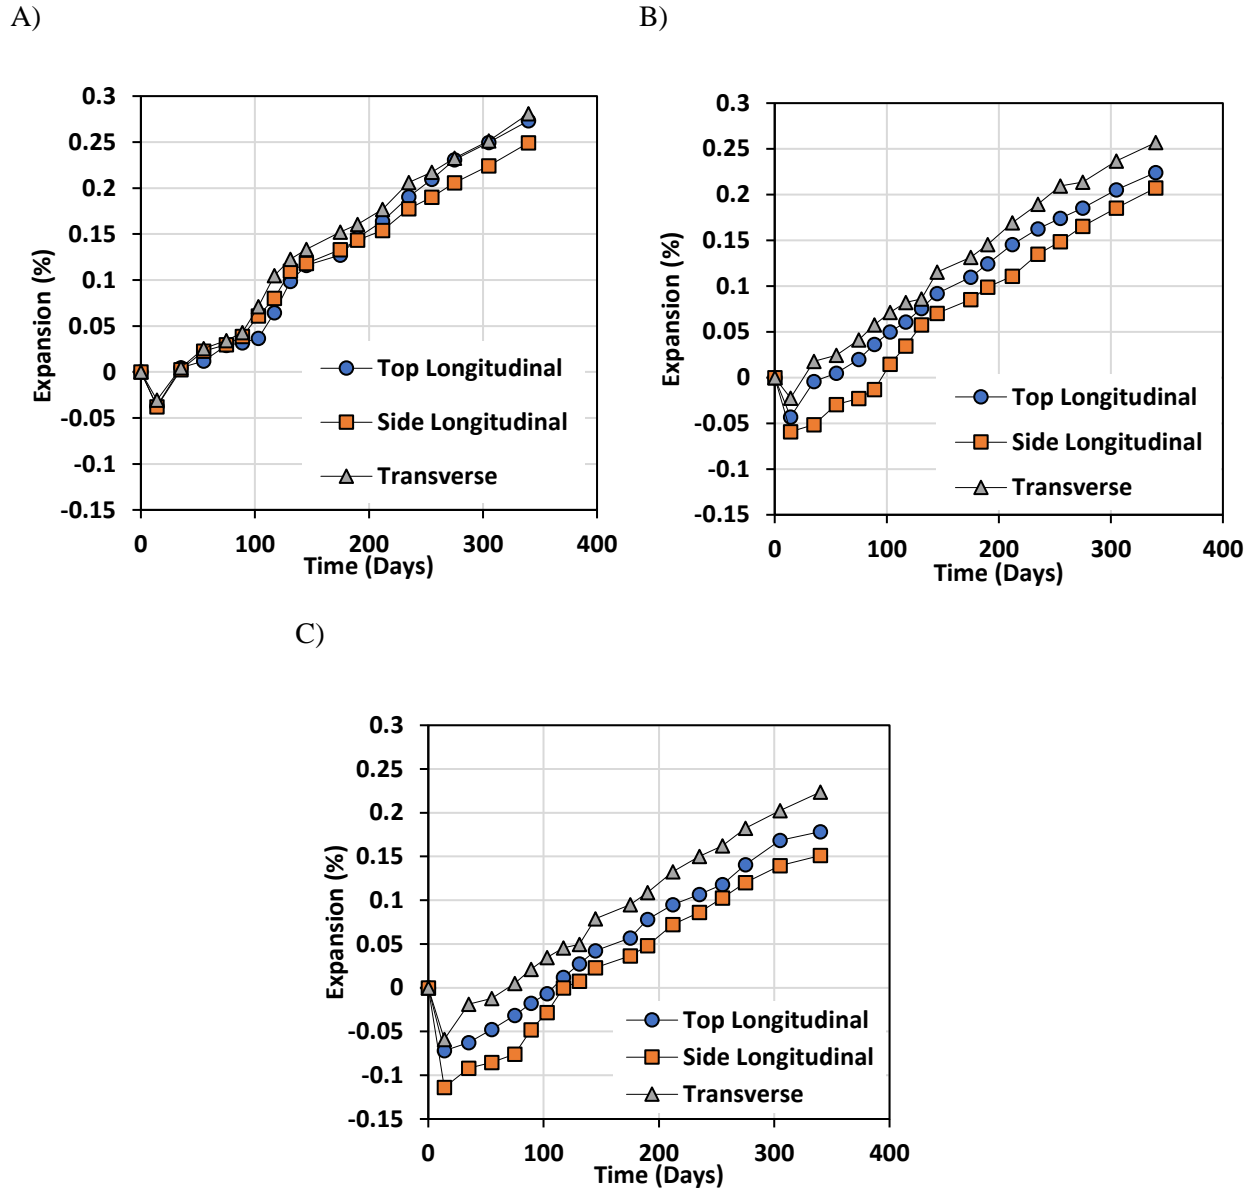 A)
B)
0.3
0.25
0.2
0.15
0.1
0.05
0
-0.05
-0.1
-0.15
Expansion (%)
Top Longitudinal
Side Longitudinal
Transverse
0 100 200 300 400
Time (Days)
0.3
0.25
0.2
0.15
0.1
0.05
0
-0.05
-0.1
-0.15
Expansion (%)
Top Longitudinal
Side Longitudinal
Transverse
0 100 200 300 400
Time (Days)
C)
0.3
0.25
0.2
0.15
0.1
0.05
0
-0.05
-0.1
-0.15
Expansion (%)
Top Longitudinal
Side Longitudinal
Transverse
0 100 200 300 400
Time (Days)